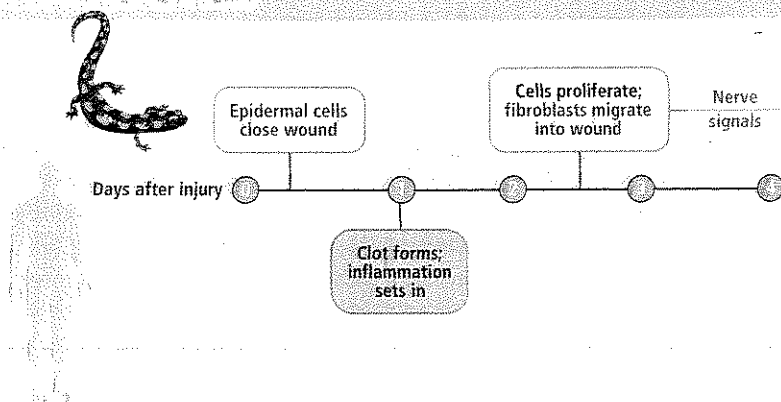 Epidermal cells
close wound
Cells proliferate;
fibroblasts migrate
into wound
Nerve
signals
Days after injury
Clot forms;
inflammation
sets in